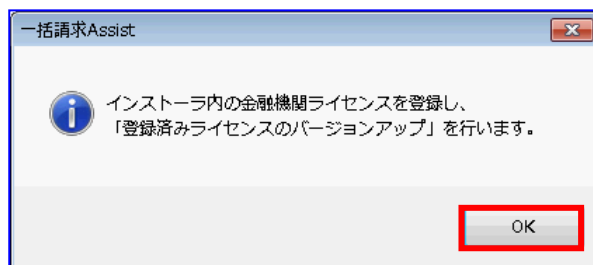 一括請求Assist
インストーラ内の金融機関ライセンスを登録し、
「登録済みライセンスのバージョンアップ」を行います。
OK